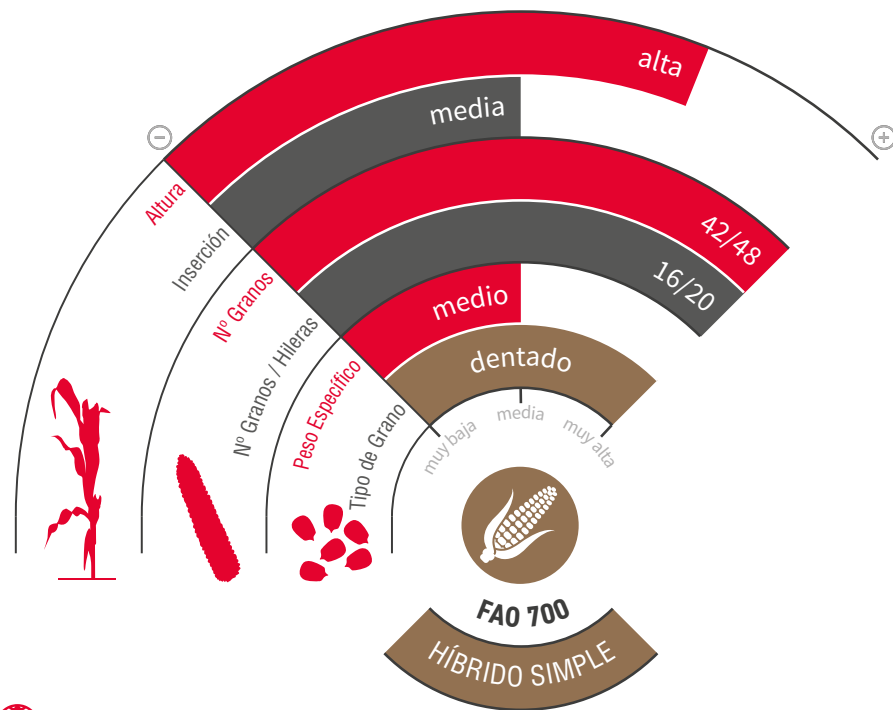 alta
media
42/48
16/20
medio
dentado
Altura
Inserción
Nº Granos
Nº Granos / Hileras
Peso Específico
Tipo de Grano
muy baja
media
muy alta
FAO 700
HÍBRIDO SIMPLE